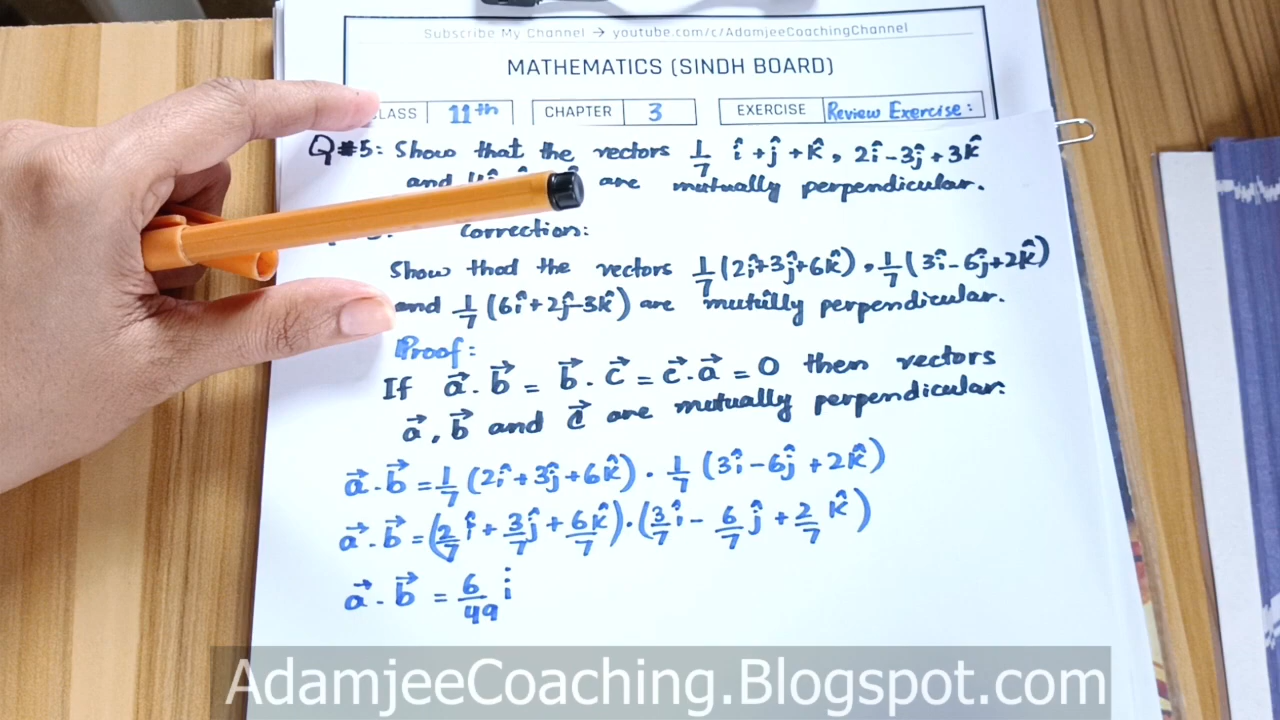 Subscribe My Channel → youtube.com/c/AdamjeeCoachingChannel
MATHEMATICS (SINDH BOARD)
CLASS 11th CHAPTER 3 EXERCISE Review Exercise:
Q#5: Show that the vectors 1/7 î + ĵ + k̂, 2î - 3ĵ + 3k̂
and are mutually perpendicular.
Correction:
Show thad the vectors 1/7 (2î+3ĵ+6k̂), 1/7 (3î-6ĵ+2k̂)
and 1/7 (6î+2ĵ-3k̂) are mutully perpendicular.
Proof:
If a⃗ . b⃗ = b⃗ . c⃗ = c⃗ . a⃗ = 0 then vectors
a⃗, b⃗ and c⃗ are mutually perpendicular.
a⃗ . b⃗ = 1/7 (2î + 3ĵ + 6k̂) . 1/7 (3î - 6ĵ + 2k̂)
a⃗ . b⃗ = (2/7 î + 3/7 ĵ + 6/7 k̂) . (3/7 î - 6/7 ĵ + 2/7 k̂)
a⃗ . b⃗ = 6/49 i
AdamjeeCoaching.Blogspot.com